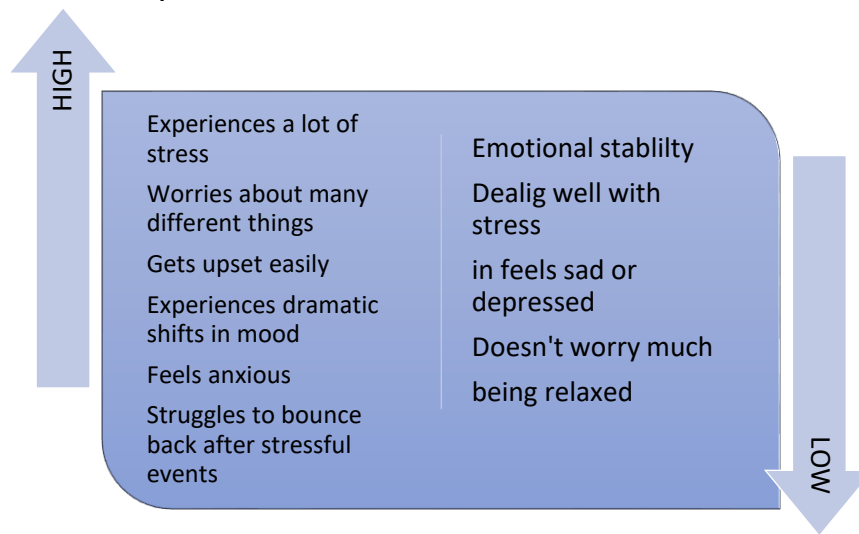 HIGH
Experiences a lot of
stress
Worries about many
different things
Gets upset easily
Experiences dramatic
shifts in mood
Feels anxious
Struggles to bounce
back after stressful
events
Emotional stablilty
Dealig well with
stress
in feels sad or
depressed
Doesn't worry much
being relaxed
LOW